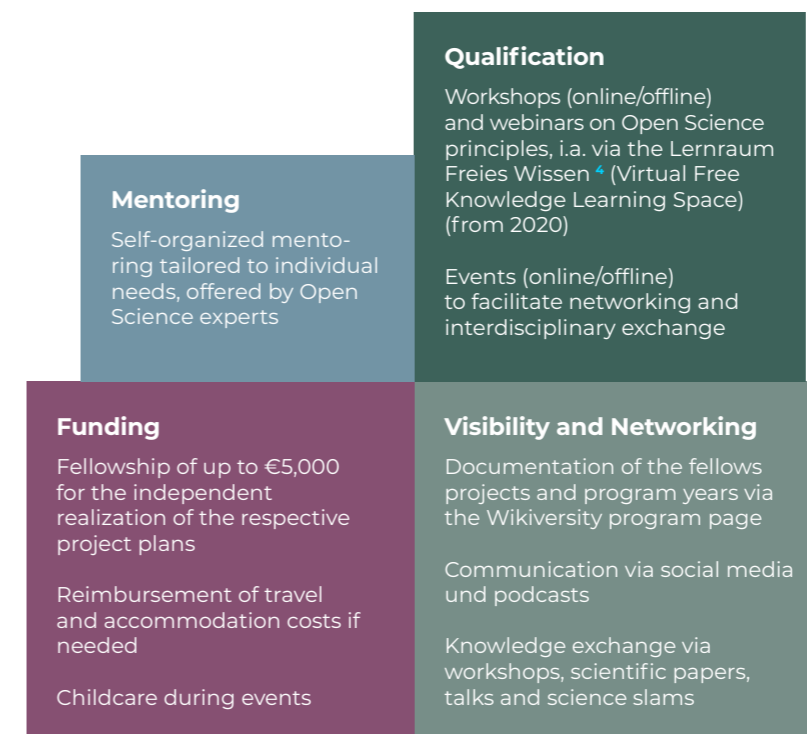 Mentoring
Self-organized mento-
ring tailored to individual
needs, offered by Open
Science experts
Qualification
Workshops (online/offline)
and webinars on Open Science
principles, i.a. via the Lernraum
Freies Wissen 4 (Virtual Free
Knowledge Learning Space)
(from 2020)
Events (online/offline)
to facilitate networking and
interdisciplinary exchange
Funding
Fellowship of up to €5,000
for the independent
realization of the respective
project plans
Reimbursement of travel
and accommodation costs if
needed
Childcare during events
Visibility and Networking
Documentation of the fellows
projects and program years via
the Wikiversity program page
Communication via social media
und podcasts
Knowledge exchange via
workshops, scientific papers,
talks and science slams